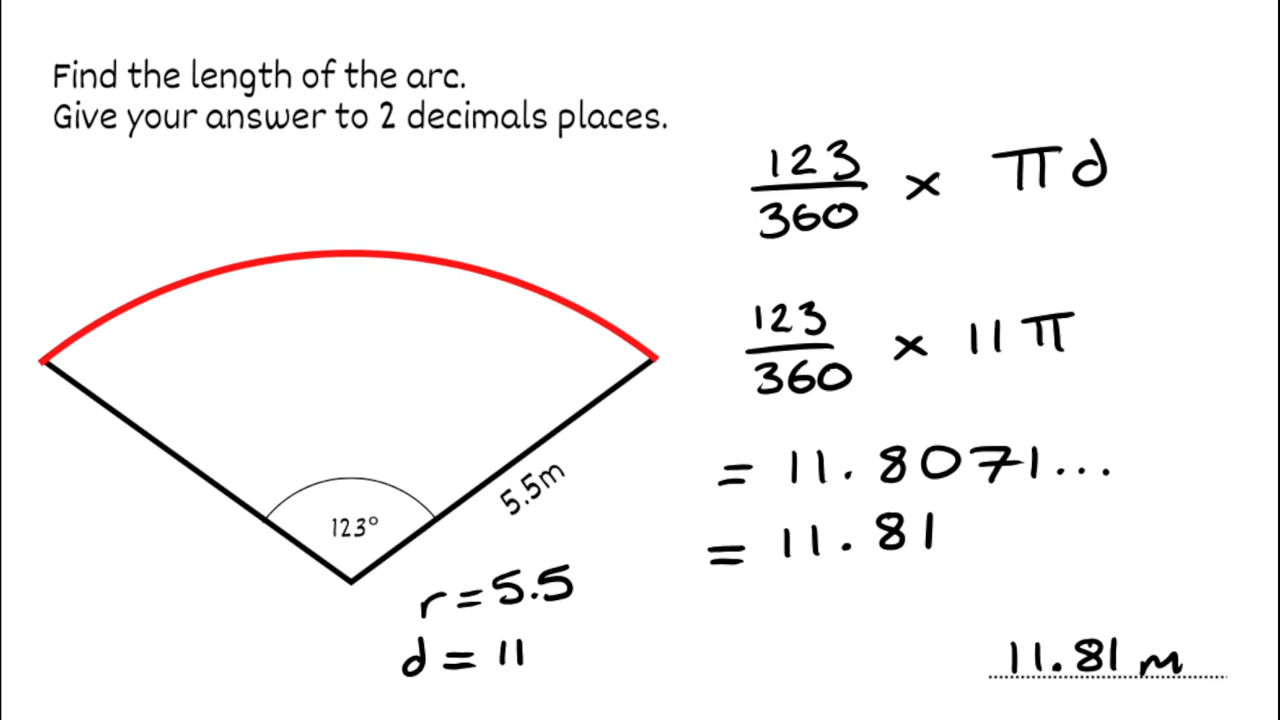 Find the length of the arc.
Give your answer to 2 decimals places.
123/360 × πd
123/360 × 11π
= 11.8071...
= 11.81
5.5m
123°
r = 5.5
d = 11
11.81 m